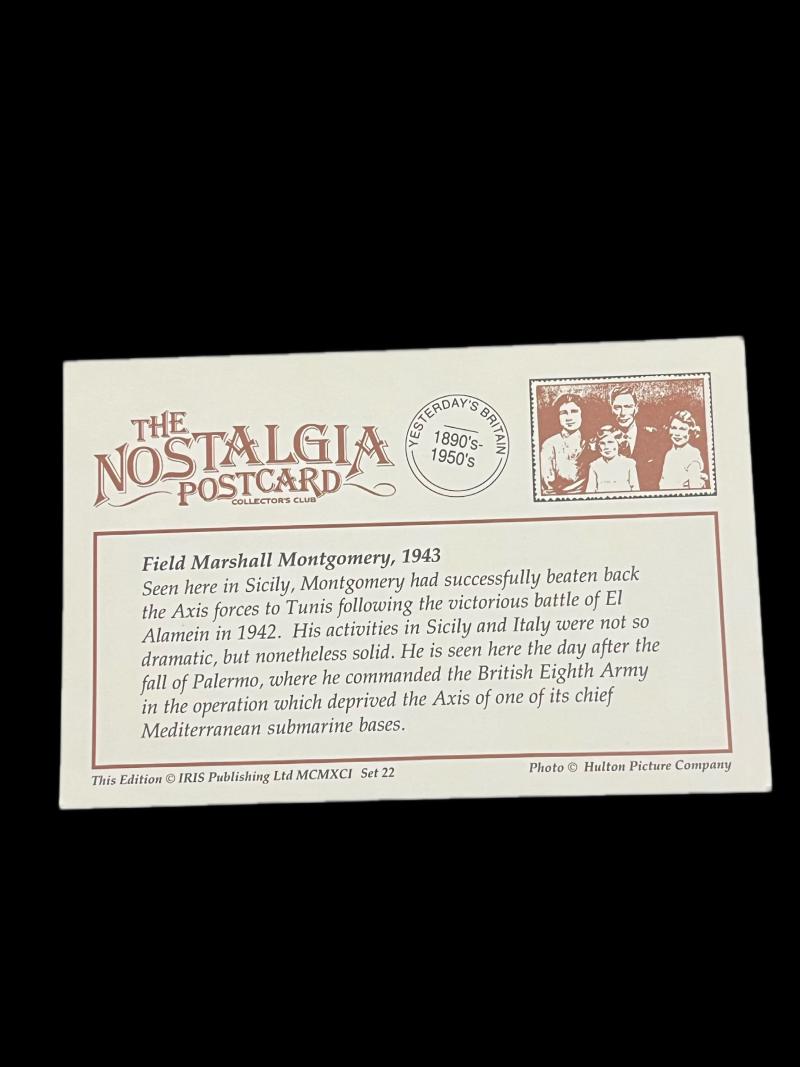 THE
NOSTALGIA
POSTCARD
COLLECTOR'S CLUB
YESTERDAY'S BRITAIN
1890's-
1950's
Field Marshall Montgomery, 1943
Seen here in Sicily, Montgomery had successfully beaten back
the Axis forces to Tunis following the victorious battle of El
Alamein in 1942.  His activities in Sicily and Italy were not so
dramatic, but nonetheless solid. He is seen here the day after the
fall of Palermo, where he commanded the British Eighth Army
in the operation which deprived the Axis of one of its chief
Mediterranean submarine bases.
This Edition © IRIS Publishing Ltd MCMXCI  Set 22
Photo © Hulton Picture Company